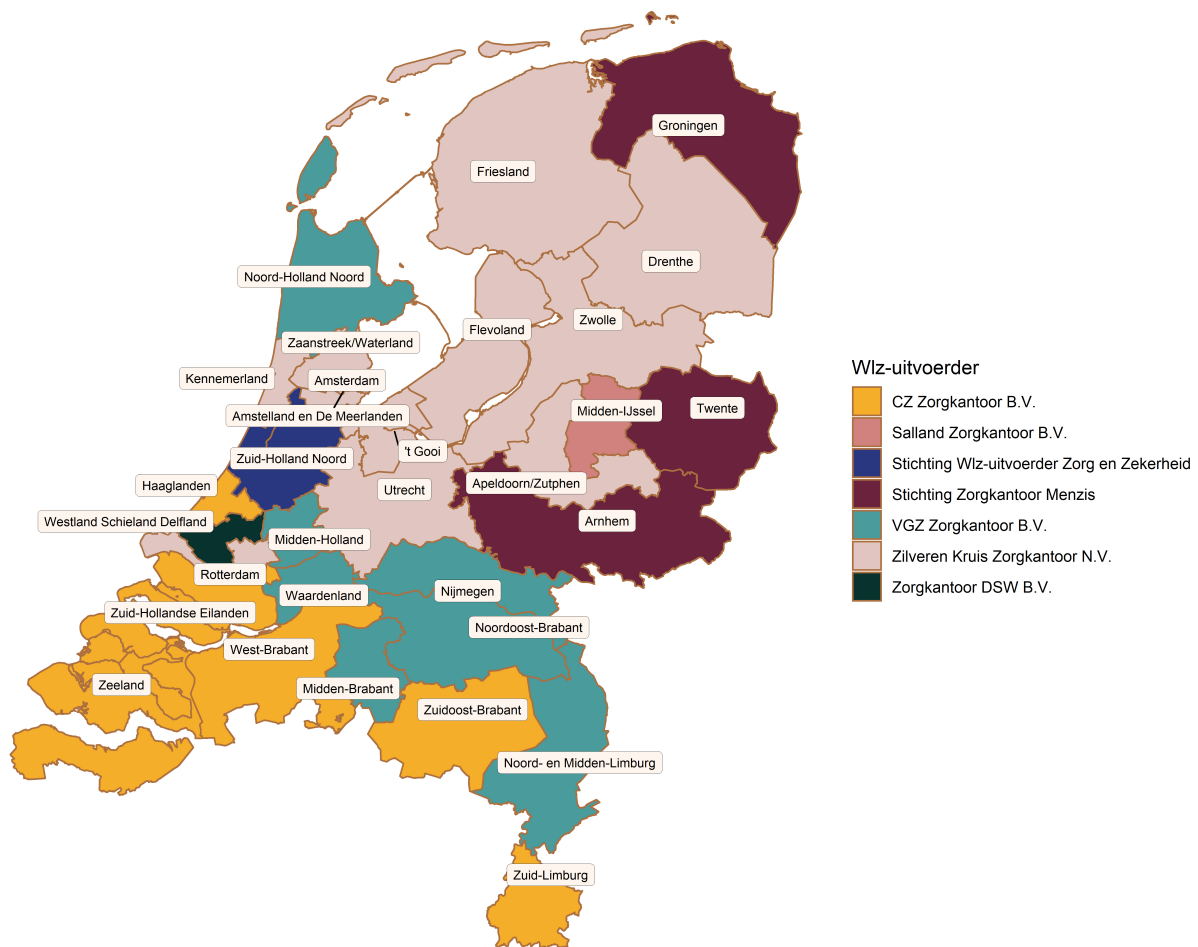 Groningen
Friesland
Drenthe
Noord-Holland Noord
Zwolle
Flevoland
Zaanstreek/Waterland
Kennemerland
Amsterdam
Midden-IJssel
Twente
Amstelland en De Meerlanden
't Gooi
Zuid-Holland Noord
Haaglanden
Apeldoorn/Zutphen
Utrecht
Westland Schieland Delfland
Arnhem
Midden-Holland
Rotterdam
Nijmegen
Waardenland
Zuid-Hollandse Eilanden
Noordoost-Brabant
West-Brabant
Zeeland
Midden-Brabant
Zuidoost-Brabant
Noord- en Midden-Limburg
Zuid-Limburg
Wlz-uitvoerder
CZ Zorgkantoor B.V.
Salland Zorgkantoor B.V.
Stichting Wlz-uitvoerder Zorg en Zekerheid
Stichting Zorgkantoor Menzis
VGZ Zorgkantoor B.V.
Zilveren Kruis Zorgkantoor N.V.
Zorgkantoor DSW B.V.